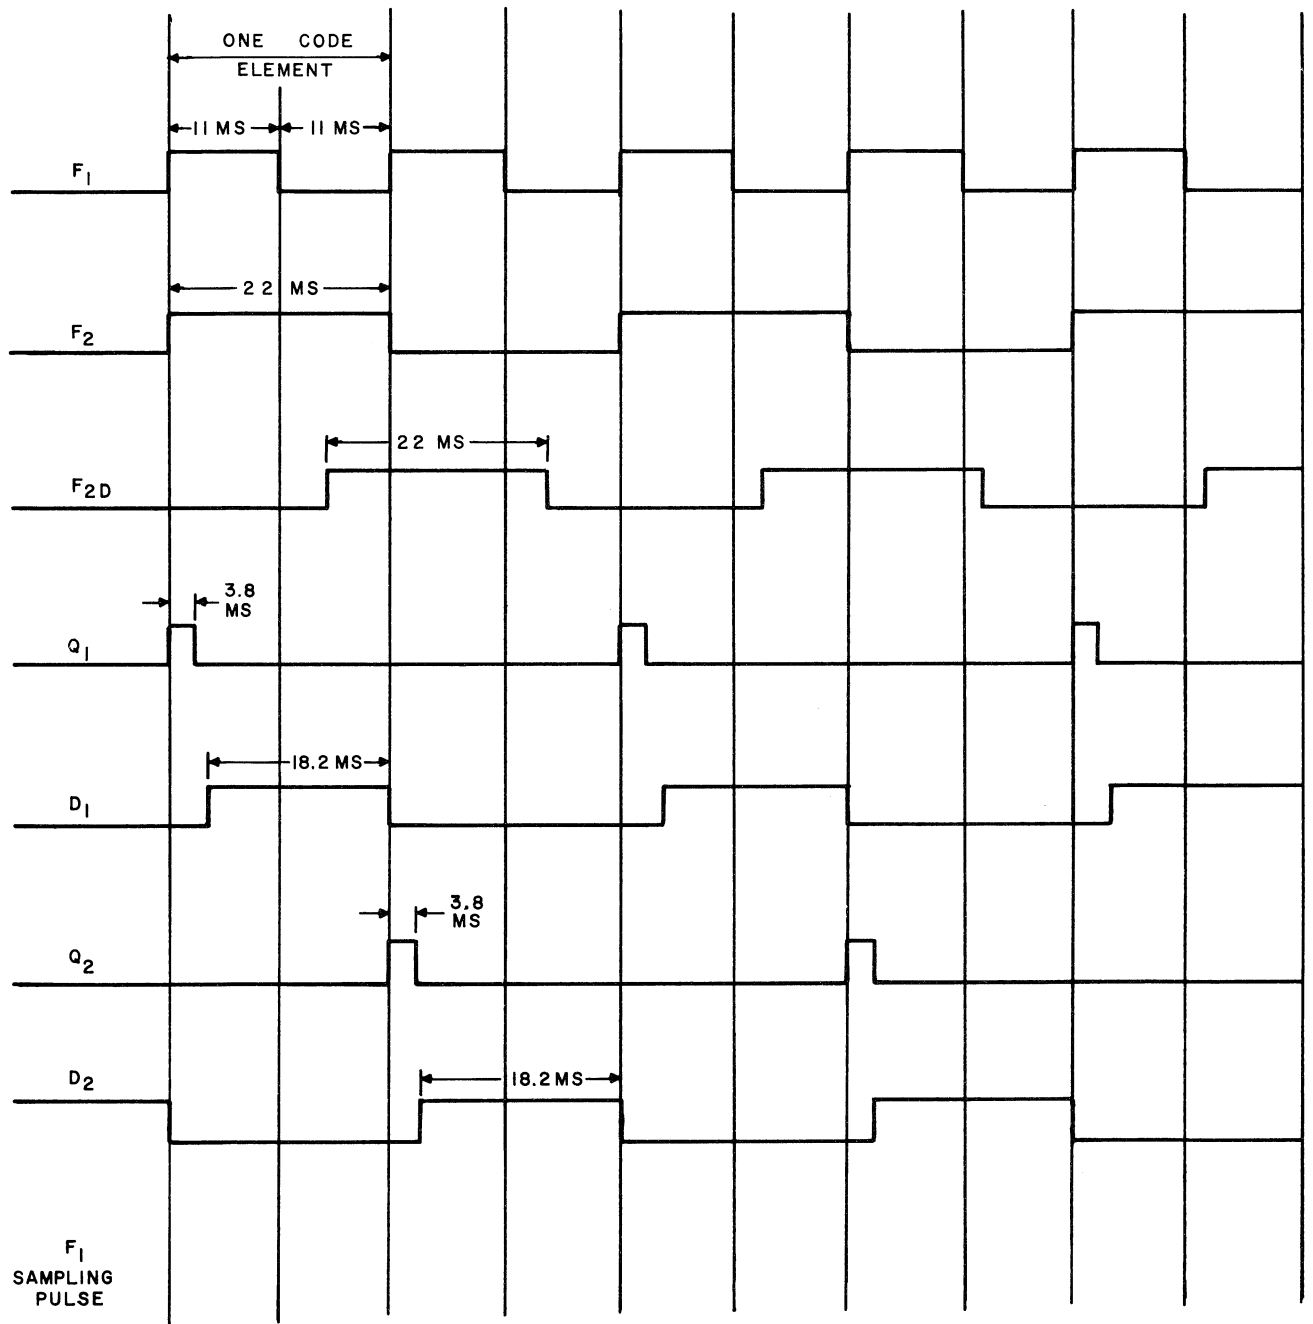 ONE CODE
ELEMENT
11 MS 11 MS
F1
22 MS
F2
22 MS
F2D
3.8
MS
Q1
18.2 MS
D1
3.8
MS
Q2
D2
18.2 MS
F1
SAMPLING
PULSE